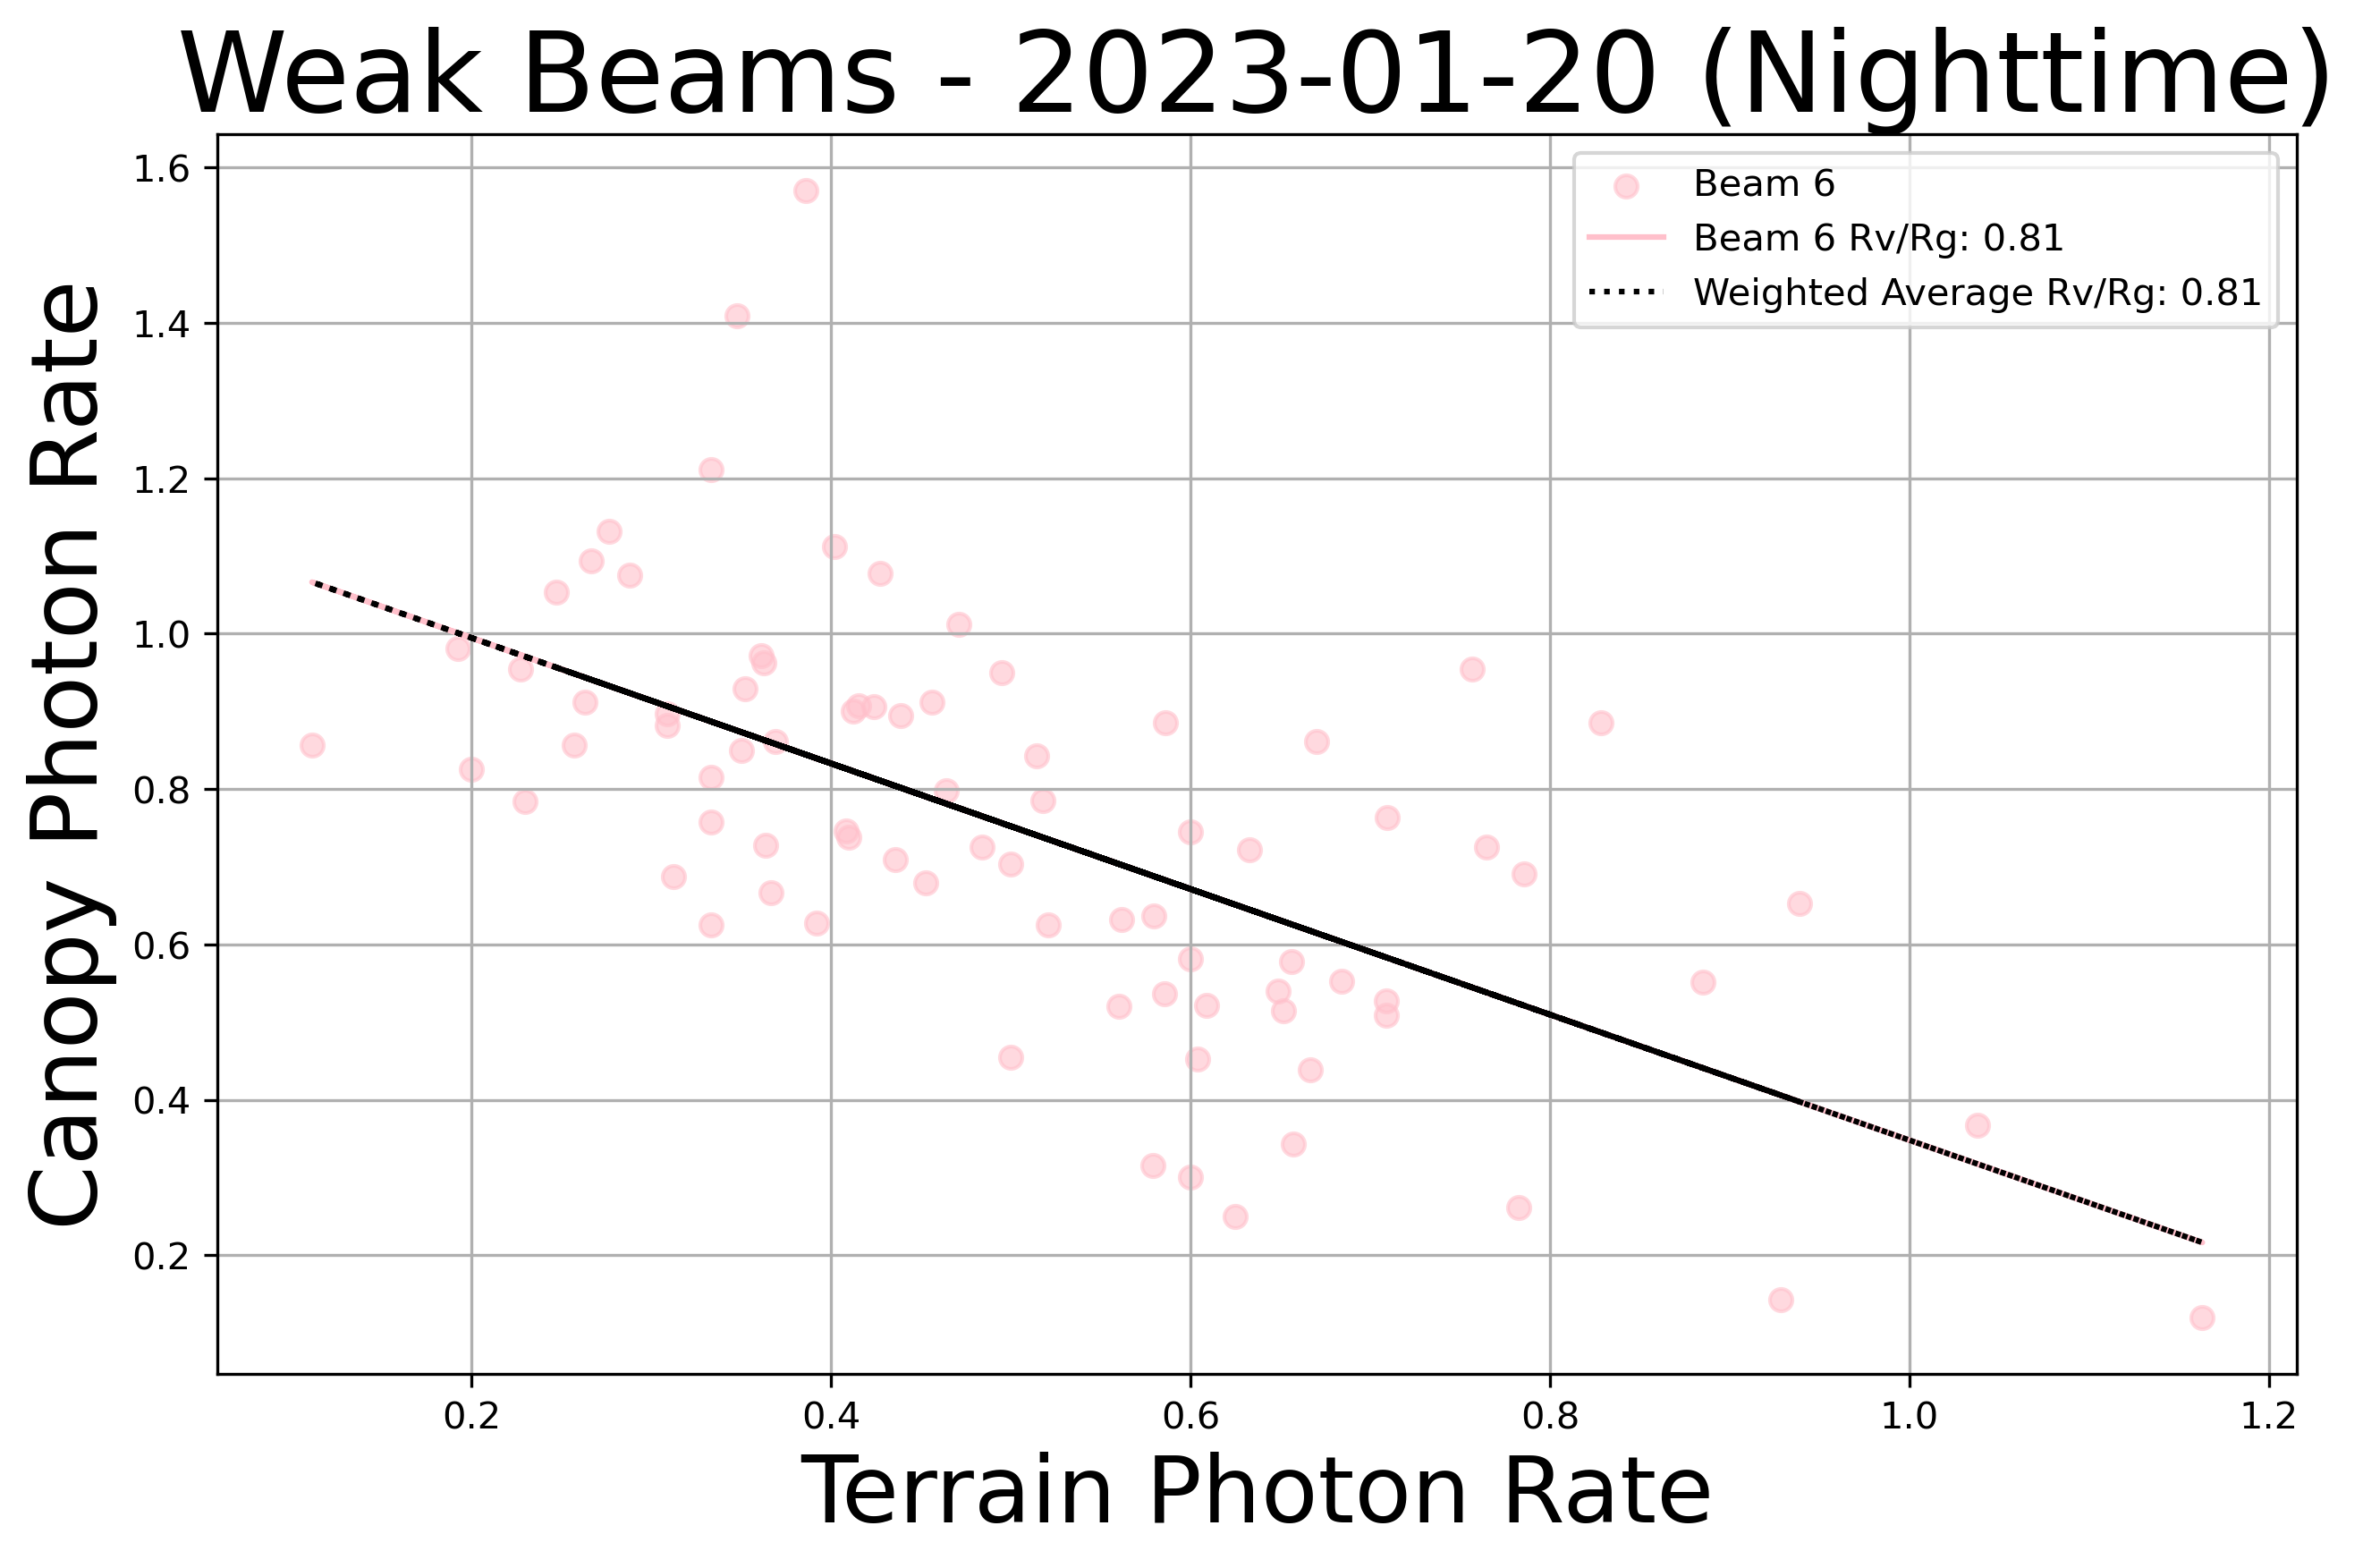 Weak Beams - 2023-01-20 (Nighttime)
Beam 6
Beam 6 Rv/Rg: 0.81
Weighted Average Rv/Rg: 0.81
Canopy Photon Rate
1.6
1.4
1.2
1.0
0.8
0.6
0.4
0.2
0.2 0.4 0.6 0.8 1.0 1.2
Terrain Photon Rate